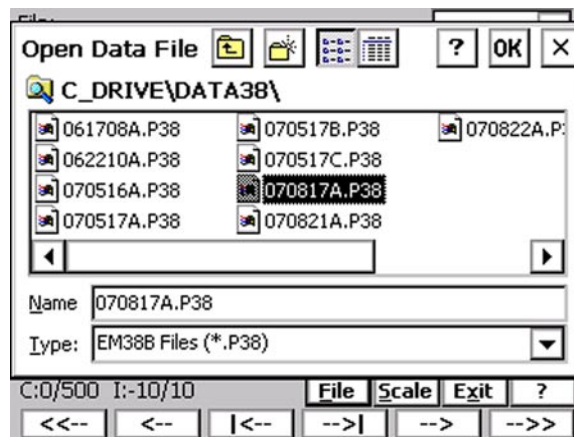 File:
Open Data File ? OK ×
C_DRIVE\DATA38\
061708A.P38 070517B.P38 070822A.P
062210A.P38 070517C.P38
070516A.P38 070817A.P38
070517A.P38 070821A.P38
Name 070817A.P38
Type: EM38B Files (*.P38)
C:0/500 I:-10/10 File Scale Exit ?
<<-- <-- |<-- -->| --> -->>